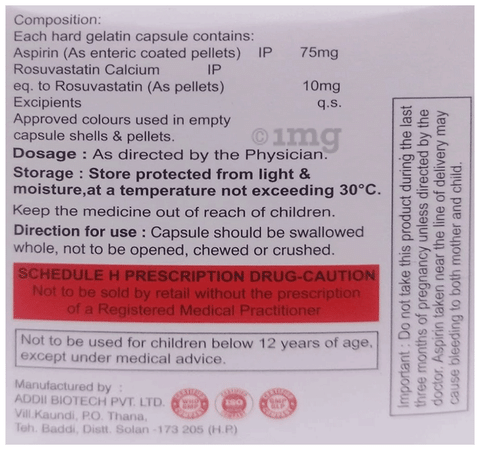 Composition:
Each hard gelatin capsule contains:
Aspirin (As enteric coated pellets) IP 75mg
Rosuvastatin Calcium IP
eq. to Rosuvastatin (As pellets) 10mg
Excipients q.s.
Approved colours used in empty
capsule shells & pellets.
©1mg
Dosage : As directed by the Physician.
Storage : Store protected from light &
moisture,at a temperature not exceeding 30°C.
Keep the medicine out of reach of children.
Direction for use : Capsule should be swallowed
whole, not to be opened, chewed or crushed.
SCHEDULE H PRESCRIPTION DRUG-CAUTION
Not to be sold by retail without the prescription
of a Registered Medical Practitioner
Not to be used for children below 12 years of age,
except under medical advice.
Manufactured by :
ADDII BIOTECH PVT. LTD.
Vill.Kaundi, P.O. Thana,
Teh. Baddi, Distt. Solan -173 205 (H.P.)
ISO
Important : Do not take this product during the last
three months of pregnancy unless directed by the
doctor. Aspirin taken near the line of delivery may
cause bleeding to both mother and child.